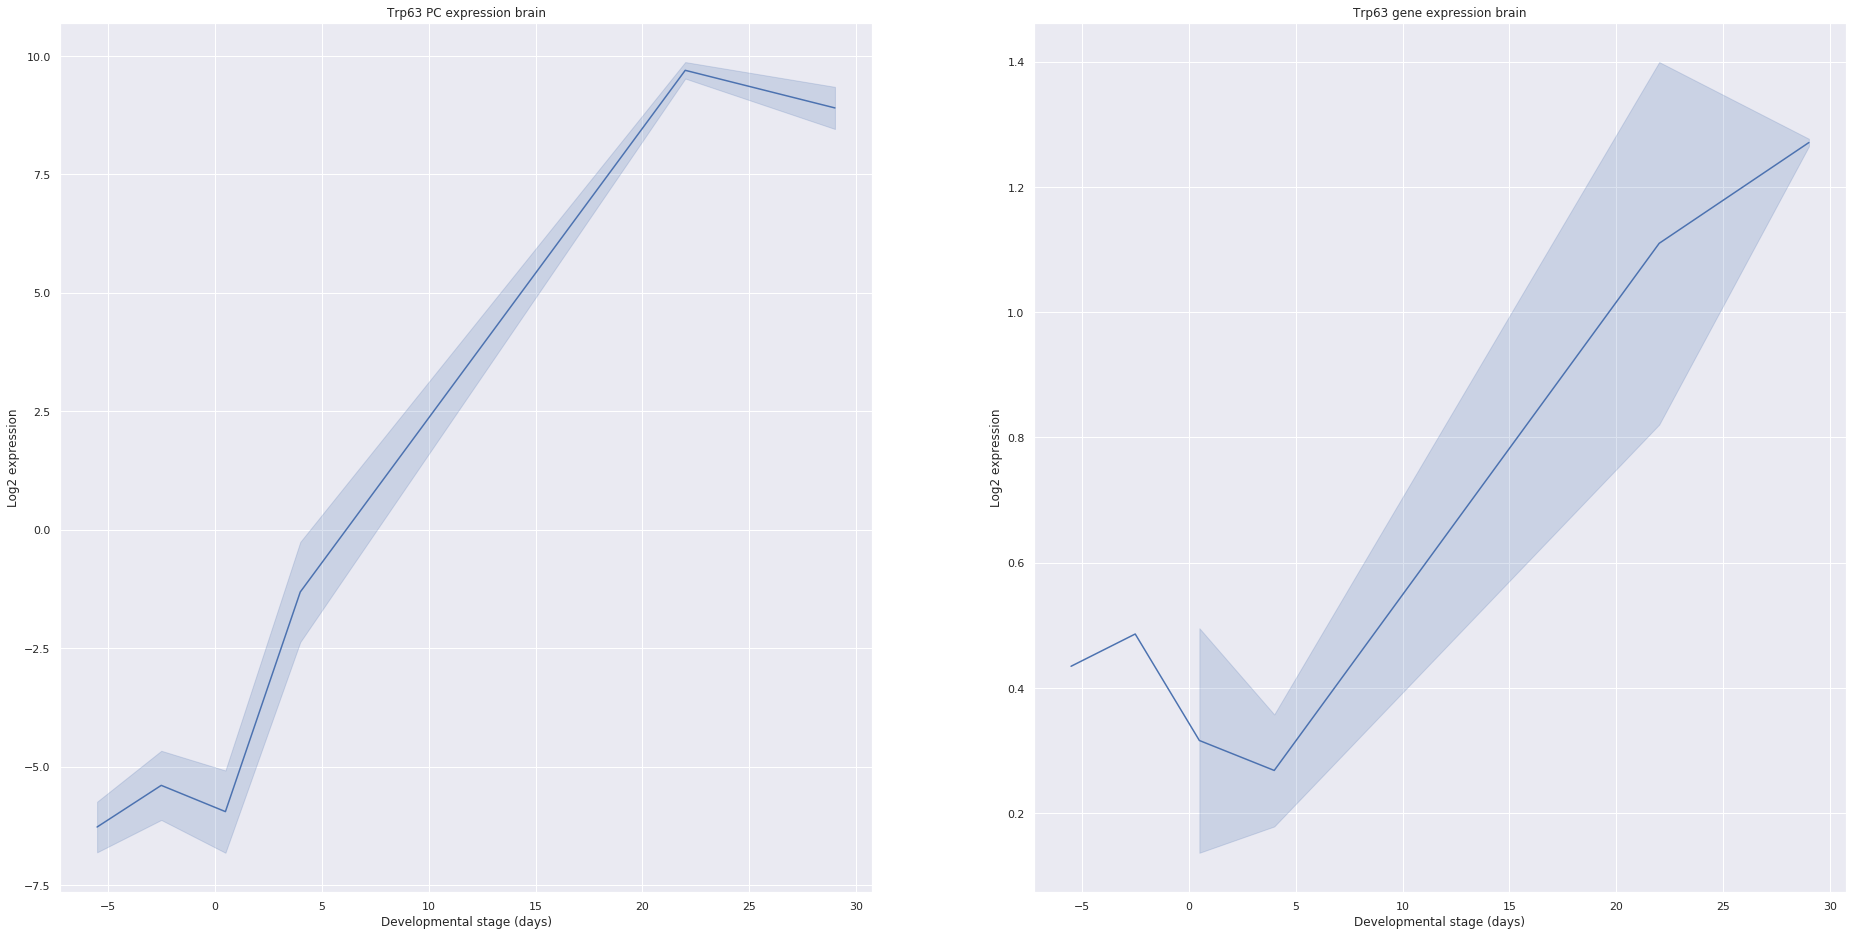 Trp63 PC expression brain
10.0
7.5
5.0
2.5
0.0
−2.5
−5.0
−7.5
Log2 expression
−5 0 5 10 15 20 25 30
Developmental stage (days)
Trp63 gene expression brain
1.4
1.2
1.0
0.8
0.6
0.4
0.2
Log2 expression
−5 0 5 10 15 20 25 30
Developmental stage (days)